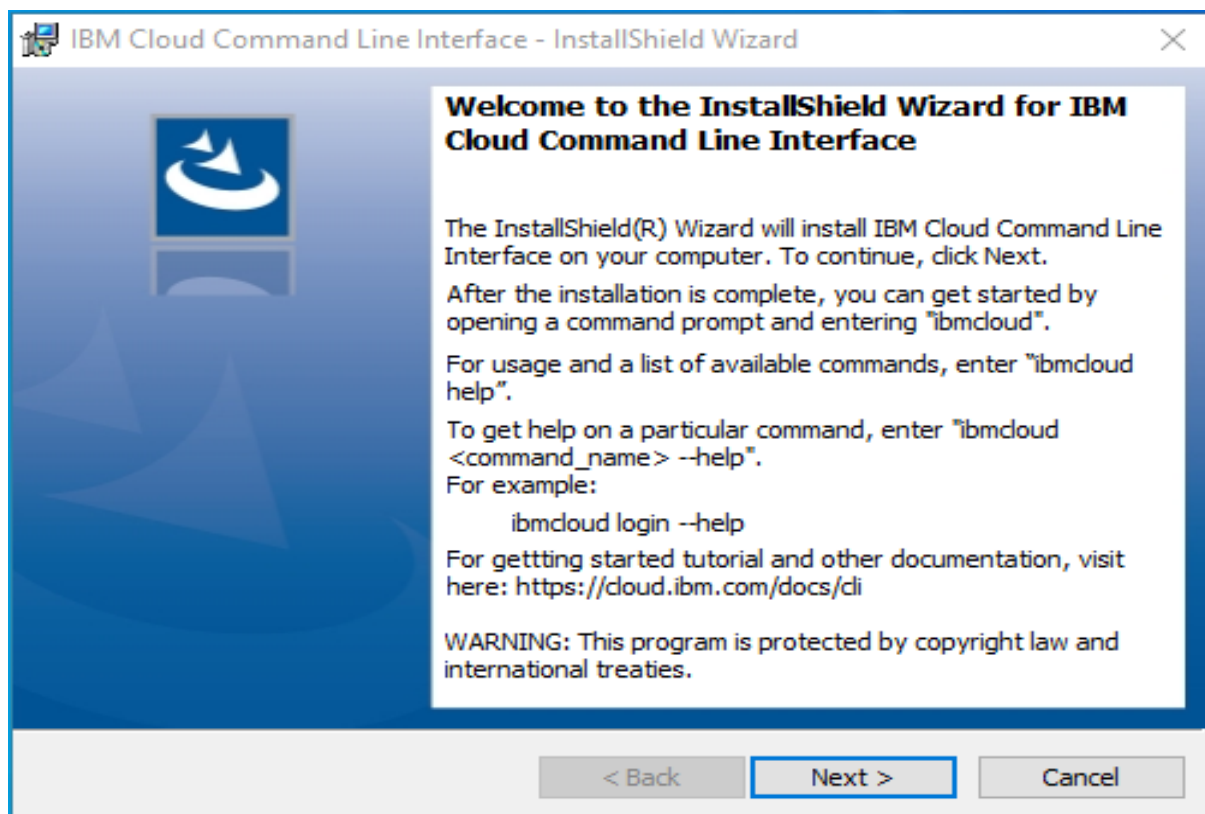 IBM Cloud Command Line Interface - InstallShield Wizard
Welcome to the InstallShield Wizard for IBM
Cloud Command Line Interface
The InstallShield(R) Wizard will install IBM Cloud Command Line
Interface on your computer. To continue, click Next.
After the installation is complete, you can get started by
opening a command prompt and entering "ibmcloud".
For usage and a list of available commands, enter “ibmcloud
help”.
To get help on a particular command, enter "ibmcloud
<command_name> --help".
For example:
ibmcloud login --help
For gettting started tutorial and other documentation, visit
here: https://cloud.ibm.com/docs/cli
WARNING: This program is protected by copyright law and
international treaties.
< Back
Next >
Cancel